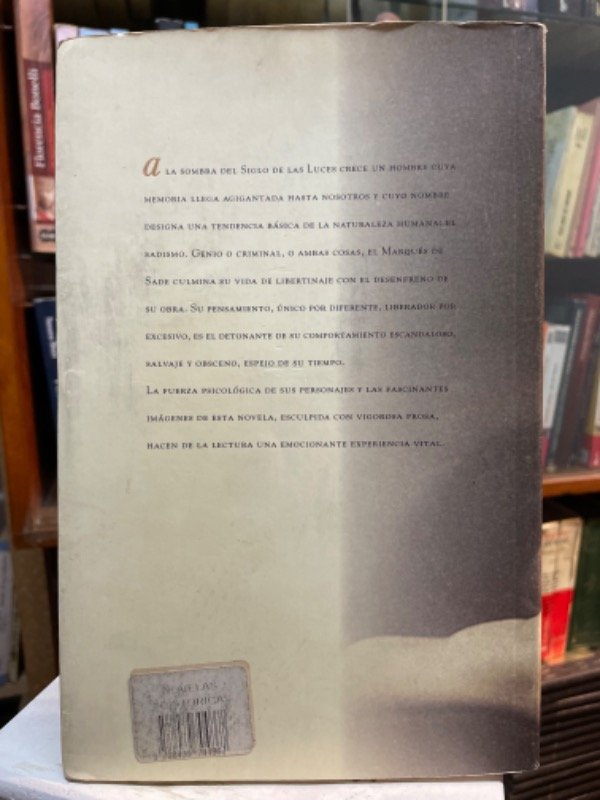 Florencia Bonelli
a la sombra del Siglo de las Luces crece un hombre cuya
memoria llega agigantada hasta nosotros y cuyo nombre
designa una tendencia básica de la naturaleza humana: el
sadismo. Genio o criminal, o ambas cosas, el Marqués de
Sade culmina su vida de libertinaje con el desenfreno de
su obra. Su pensamiento, único por diferente, liberador por
excesivo, es el detonante de su comportamiento escandaloso,
salvaje y obsceno, espejo de su tiempo.
La fuerza psicológica de sus personajes y las fascinantes
imágenes de esta novela, esculpida con vigorosa prosa,
hacen de la lectura una emocionante experiencia vital.
NOVELAS
HISTORICAS